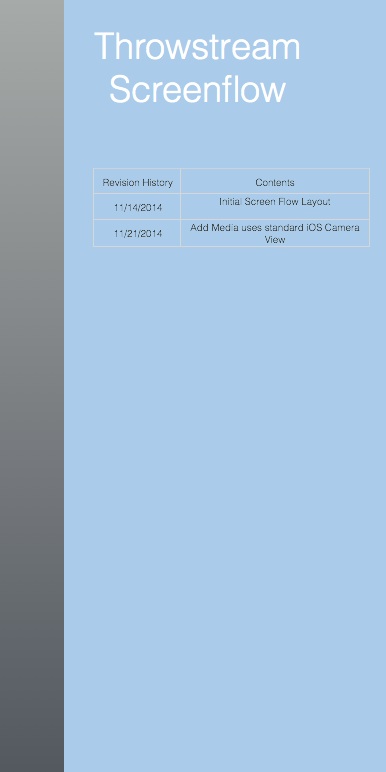 Throwstream
Screenflow
Revision History
Contents
11/14/2014
Initial Screen Flow Layout
11/21/2014
Add Media uses standard iOS Camera
View